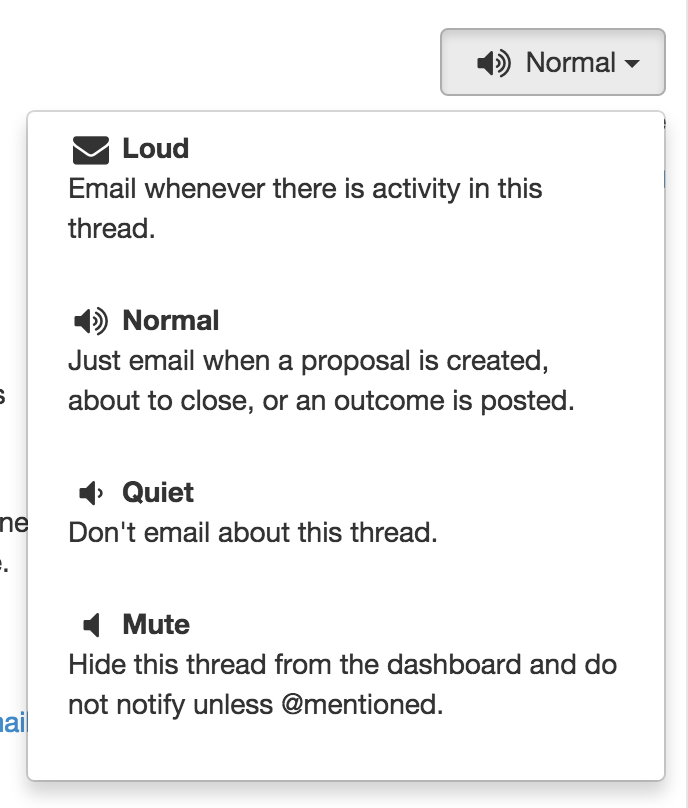 Normal
Loud
Email whenever there is activity in this
thread.
Normal
Just email when a proposal is created,
about to close, or an outcome is posted.
Quiet
Don't email about this thread.
Mute
Hide this thread from the dashboard and do
not notify unless @mentioned.